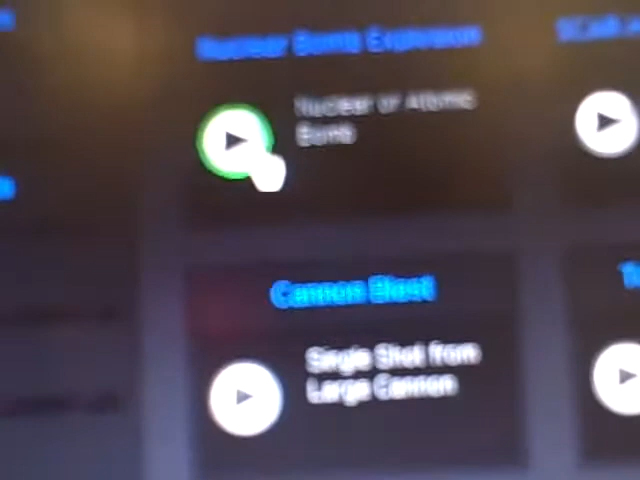 Nuclear Bomb Explosion
Nuclear or Atomic
Bomb
Cannon Blast
Single Shot from
Large Cannon